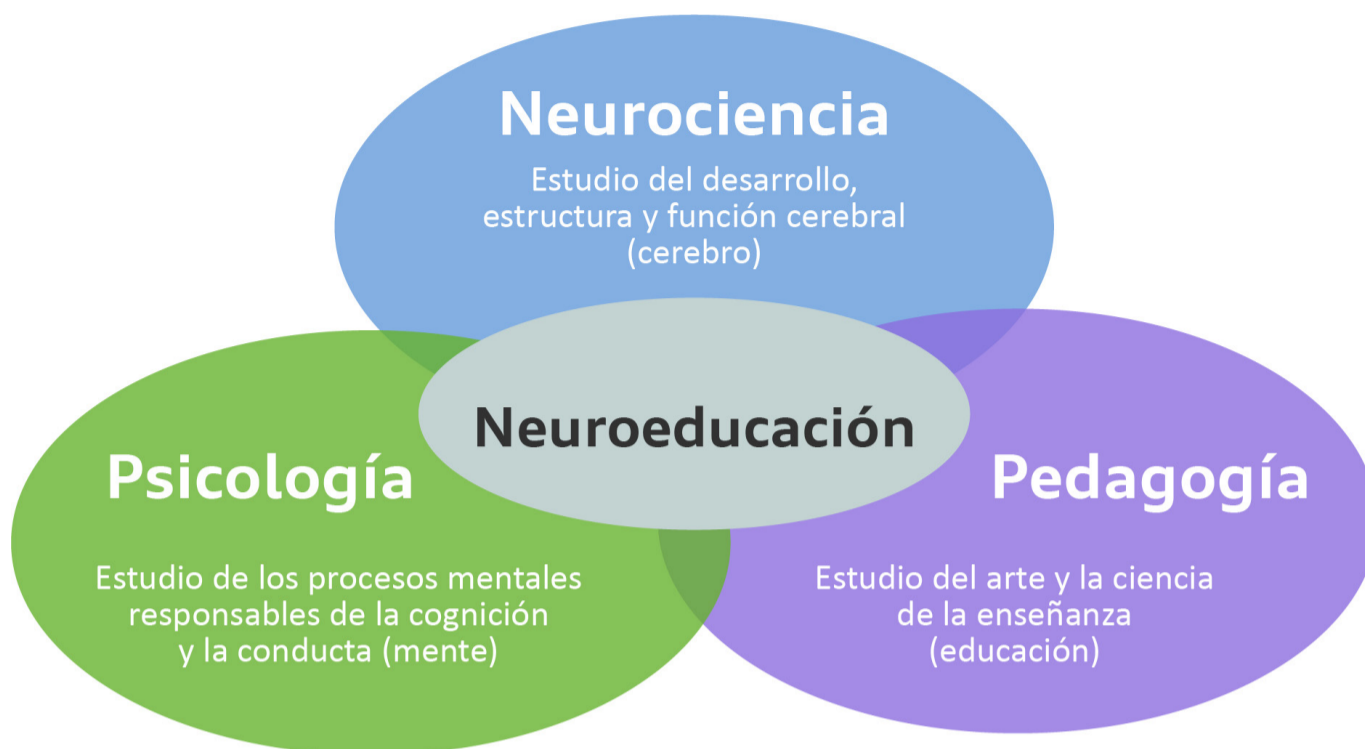 Neurociencia
Estudio del desarrollo,
estructura y función cerebral
(cerebro)
Neuroeducación
Psicología
Estudio de los procesos mentales
responsables de la cognición
y la conducta (mente)
Pedagogía
Estudio del arte y la ciencia
de la enseñanza
(educación)